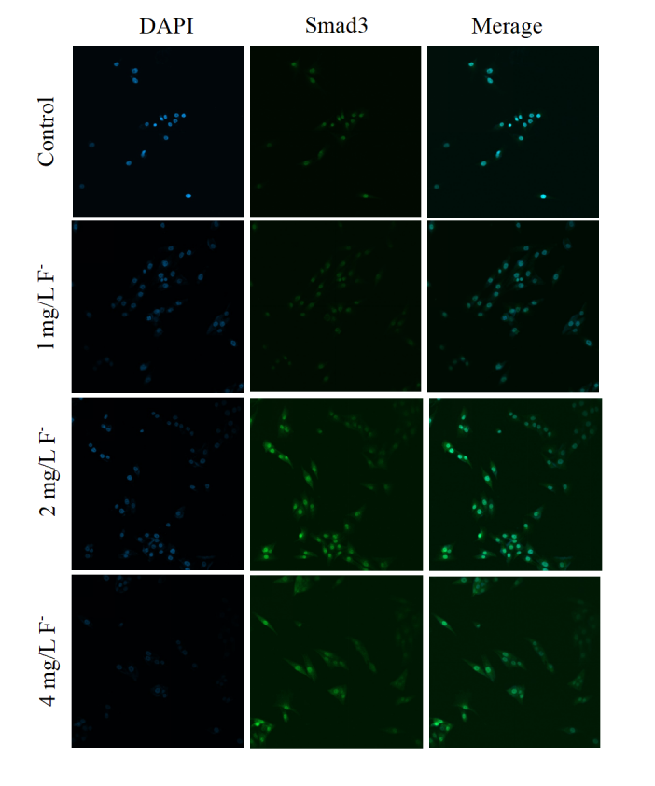 DAPI Smad3 Merage
Control
1 mg/L F⁻
2 mg/L F⁻
4 mg/L F⁻